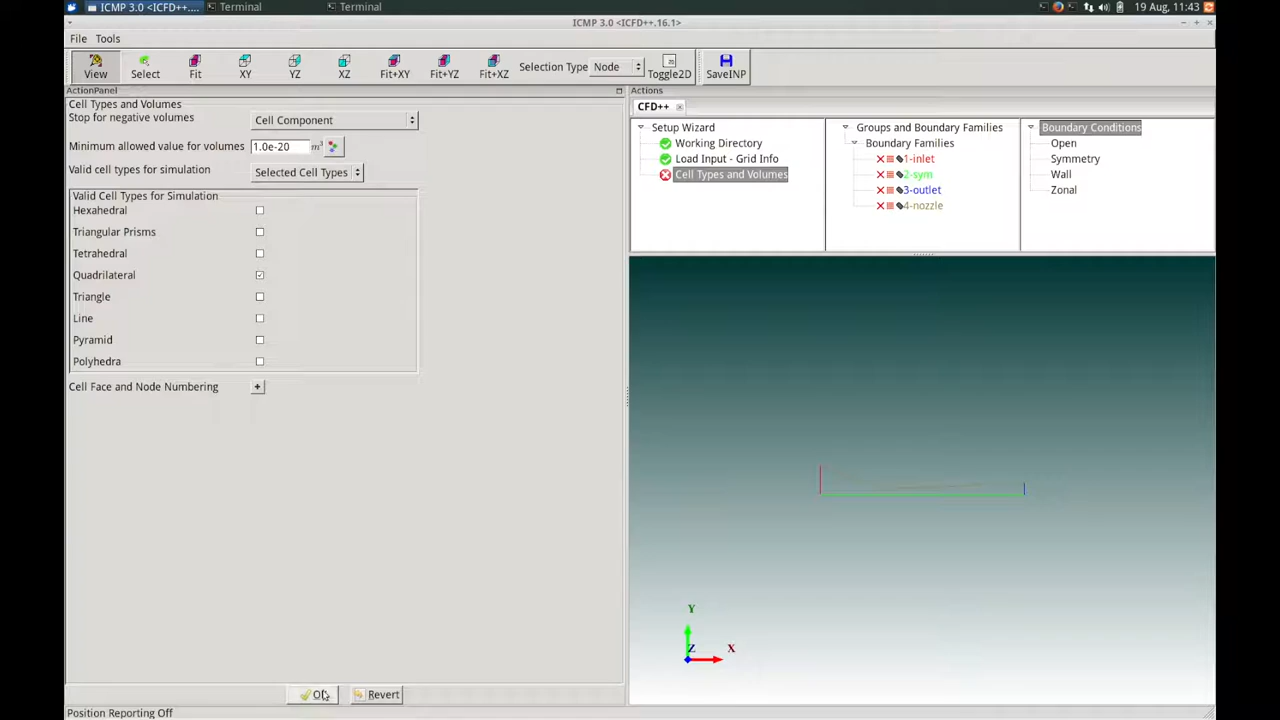 ICMP 3.0 <ICFD++.... Terminal Terminal 19 Aug, 11:43
ICMP 3.0 <ICFD++.16.1>
File Tools
View Select Fit XY YZ XZ Fit+XY Fit+YZ Fit+XZ Selection Type Node Toggle2D SaveINP
ActionPanel
Actions
Cell Types and Volumes
Stop for negative volumes Cell Component
Minimum allowed value for volumes 1.0e-20 m³
Valid cell types for simulation Selected Cell Types
Valid Cell Types for Simulation
Hexahedral
Triangular Prisms
Tetrahedral
Quadrilateral
Triangle
Line
Pyramid
Polyhedra
Cell Face and Node Numbering +
CFD++
Setup Wizard
Working Directory
Load Input - Grid Info
Cell Types and Volumes
Groups and Boundary Families
Boundary Families
1-inlet
2-sym
3-outlet
4-nozzle
Boundary Conditions
Open
Symmetry
Wall
Zonal
Y
Z X
Revert
Position Reporting Off